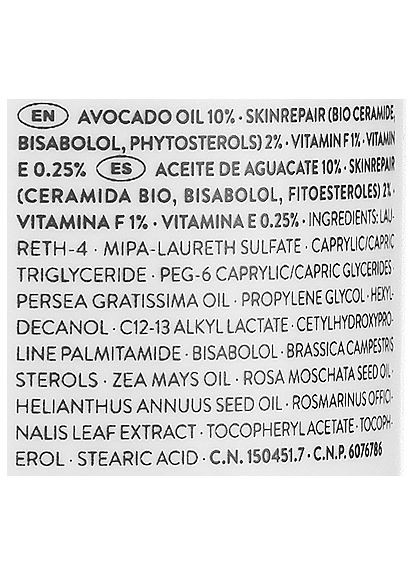 EN AVOCADO OIL 10% · SKINREPAIR (BIO CERAMIDE,
BISABOLOL, PHYTOSTEROLS) 2% · VITAMIN F 1% · VITAMIN
E 0.25% ES ACEITE DE AGUACATE 10% · SKINREPAIR
(CERAMIDA BIO, BISABOLOL, FITOESTEROLES) 2% ·
VITAMINA F 1% · VITAMINA E 0.25% · INGREDIENTS: LAU-
RETH-4 · MIPA-LAURETH SULFATE · CAPRYLIC/CAPRIC
TRIGLYCERIDE · PEG-6 CAPRYLIC/CAPRIC GLYCERIDES ·
PERSEA GRATISSIMA OIL · PROPYLENE GLYCOL · HEXYL-
DECANOL · C12-13 ALKYL LACTATE · CETYLHYDROXYPRO-
LINE PALMITAMIDE · BISABOLOL · BRASSICA CAMPESTRIS
STEROLS · ZEA MAYS OIL · ROSA MOSCHATA SEED OIL ·
HELIANTHUS ANNUUS SEED OIL · ROSMARINUS OFFICI-
NALIS LEAF EXTRACT · TOCOPHERYL ACETATE · TOCOPH-
EROL · STEARIC ACID · C.N. 150451.7 · C.N.P. 6076786